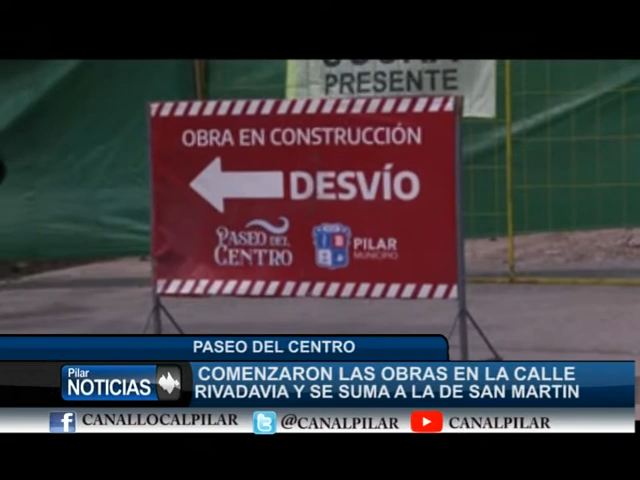 PRESENTE
OBRA EN CONSTRUCCIÓN
DESVÍO
PASEO DEL
CENTRO
PILAR
MUNICIPIO
PASEO DEL CENTRO
Pilar
NOTICIAS
COMENZARON LAS OBRAS EN LA CALLE
RIVADAVIA Y SE SUMA A LA DE SAN MARTIN
CANALLOCALPILAR
@CANALPILAR
CANALPILAR